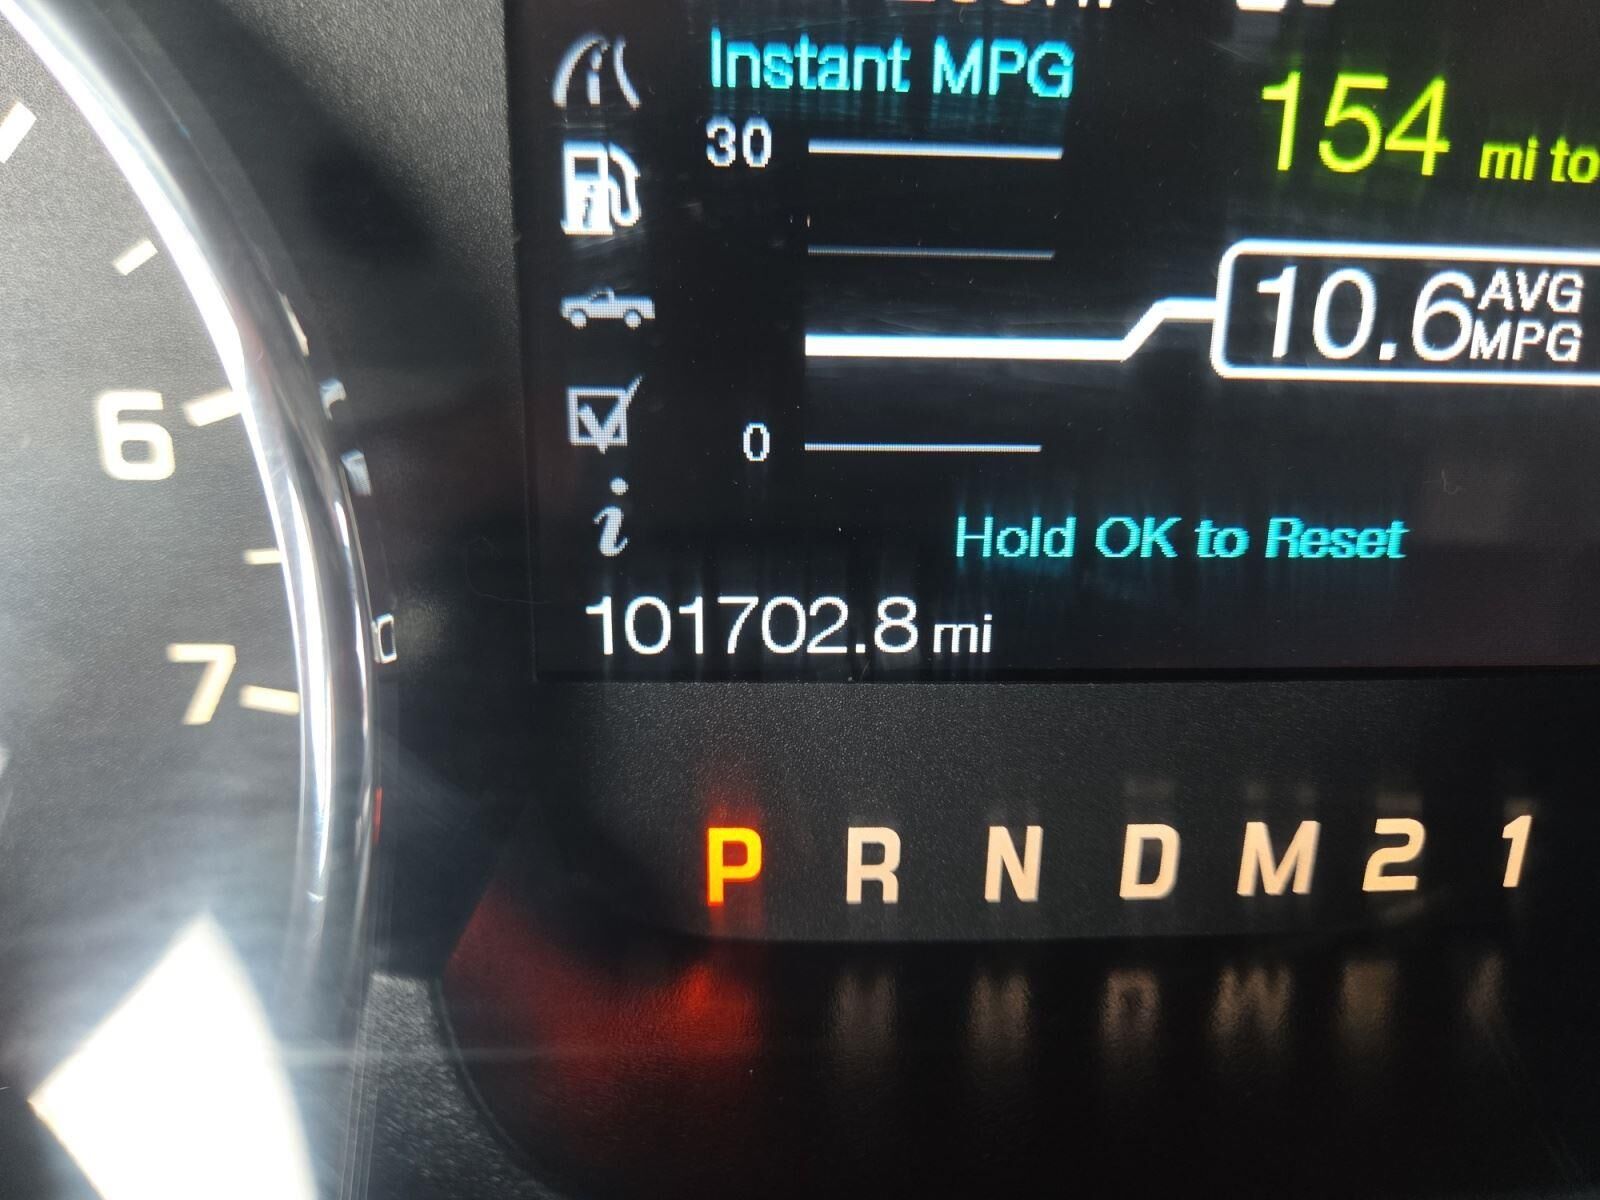 Instant MPG
30
154 mi to
10.6 AVG MPG
6
0
Hold OK to Reset
101702.8 mi
7
P R N D M 2 1